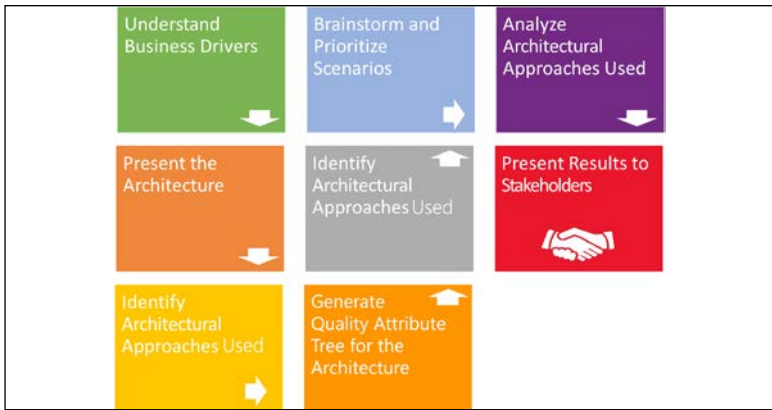 Understand
Business Drivers
Brainstorm and
Prioritize
Scenarios
Analyze
Architectural
Approaches Used
Present the
Architecture
Identify
Architectural
Approaches Used
Present Results to
Stakeholders
Identify
Architectural
Approaches Used
Generate
Quality Attribute
Tree for the
Architecture